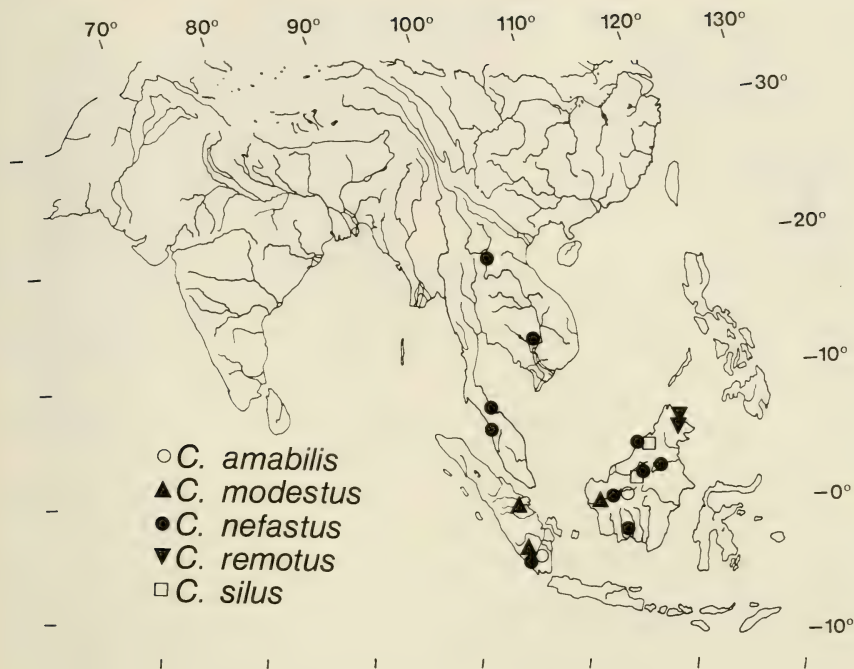 70° 80° 90° 100° 110° 120° 130°
–30°
–20°
–10°
–0°
–10°
○ C. amabilis
▲ C. modestus
● C. nefastus
▼ C. remotus
□ C. silus